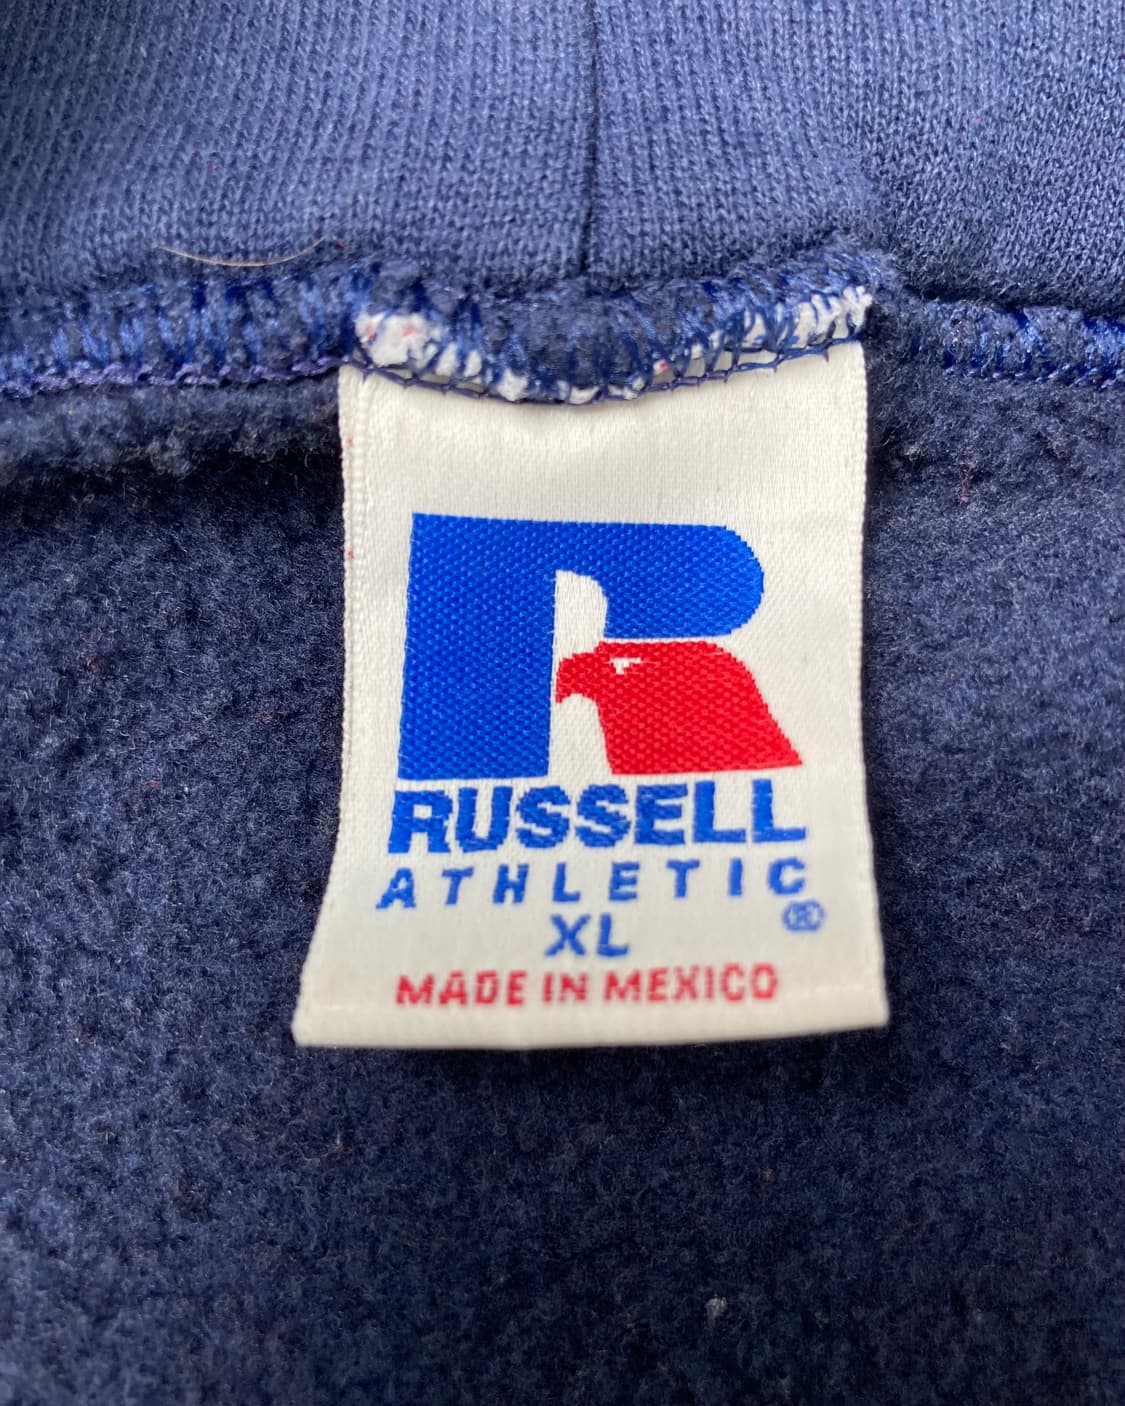 R
RUSSELL
ATHLETIC
®
XL
MADE IN MEXICO